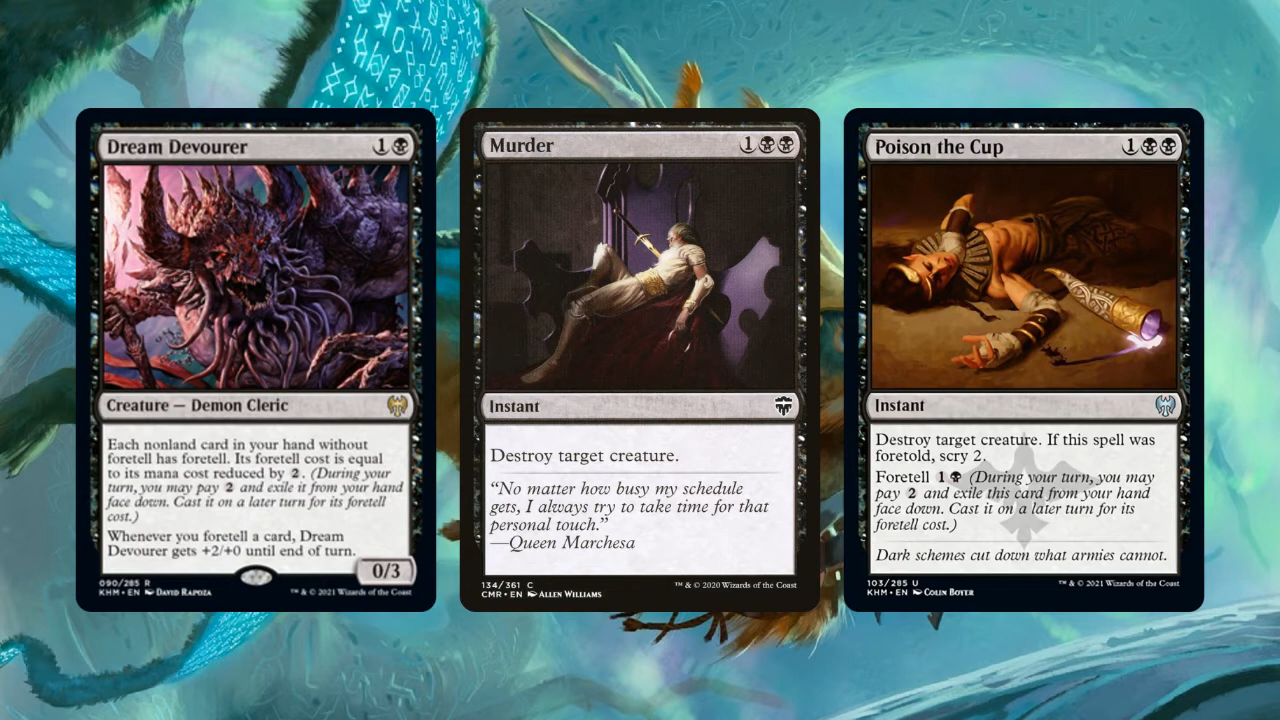 Dream Devourer 1
Creature — Demon Cleric
Each nonland card in your hand without
foretell has foretell. Its foretell cost is equal
to its mana cost reduced by 2. (During your
turn, you may pay 2 and exile it from your hand
face down. Cast it on a later turn for its foretell
cost.)
Whenever you foretell a card, Dream
Devourer gets +2/+0 until end of turn.
0/3
090/285 R
KHM • EN DAVID RAPOZA
™ & © 2021 Wizards of the Coast
Murder 1
Instant
Destroy target creature.
“No matter how busy my schedule
gets, I always try to take time for that
personal touch.”
—Queen Marchesa
134/361 C
CMR • EN ALLEN WILLIAMS
™ & © 2020 Wizards of the Coast
Poison the Cup 1
Instant
Destroy target creature. If this spell was
foretold, scry 2.
Foretell 1 (During your turn, you may
pay 2 and exile this card from your hand
face down. Cast it on a later turn for its
foretell cost.)
Dark schemes cut down what armies cannot.
103/285 U
KHM • EN COLIN BOYER
™ & © 2021 Wizards of the Coast